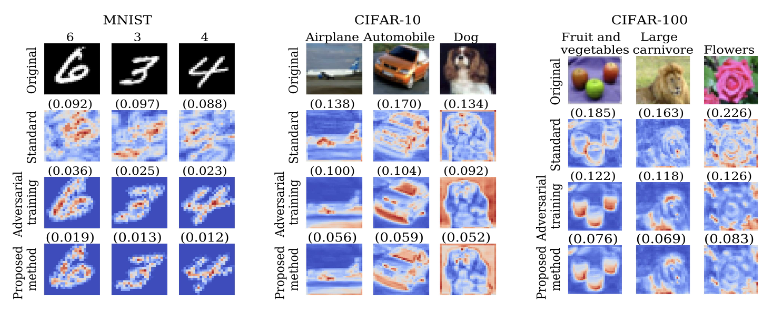 MNIST
6 3 4
Original
(0.092) (0.097) (0.088)
Standard
(0.036) (0.025) (0.023)
Adversarial
training
(0.019) (0.013) (0.012)
Proposed
method
CIFAR-10
Airplane Automobile Dog
Original
(0.138) (0.170) (0.134)
Standard
(0.100) (0.104) (0.092)
Adversarial
training
(0.056) (0.059) (0.052)
Proposed
method
CIFAR-100
Fruit and Large
vegetables carnivore Flowers
Original
(0.185) (0.163) (0.226)
Standard
(0.122) (0.118) (0.126)
Adversarial
training
(0.076) (0.069) (0.083)
Proposed
method